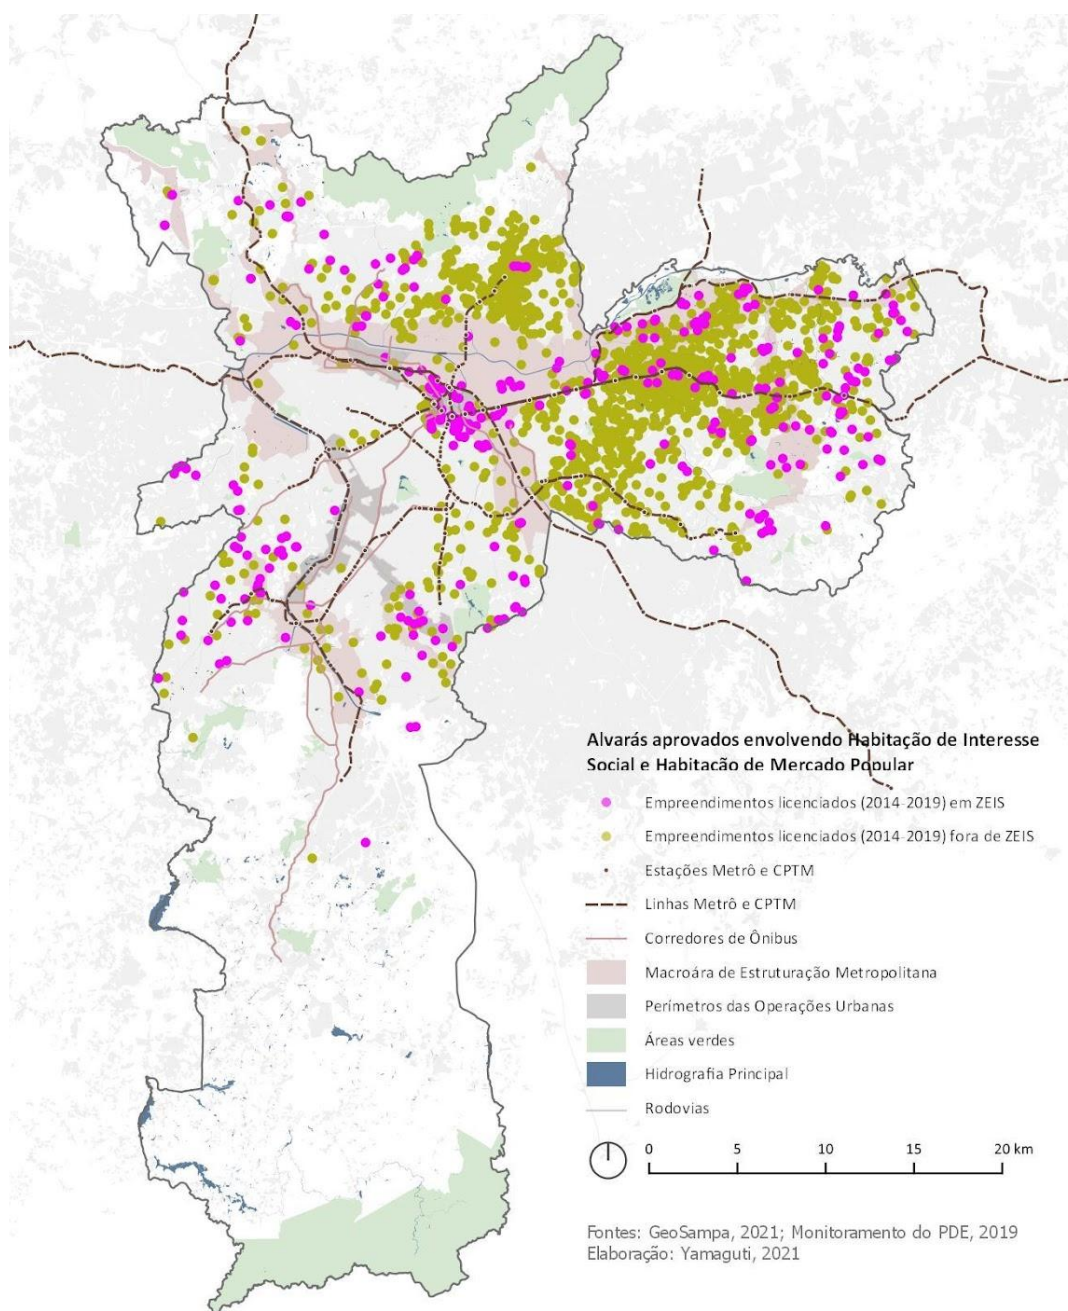 Alvarás aprovados envolvendo Habitação de Interesse
Social e Habitação de Mercado Popular
Empreendimentos licenciados (2014-2019) em ZEIS
Empreendimentos licenciados (2014-2019) fora de ZEIS
Estações Metrô e CPTM
Linhas Metrô e CPTM
Corredores de Ônibus
Macroára de Estruturação Metropolitana
Perímetros das Operações Urbanas
Áreas verdes
Hidrografia Principal
Rodovias
0 5 10 15 20 km
Fontes: GeoSampa, 2021; Monitoramento do PDE, 2019
Elaboração: Yamaguti, 2021